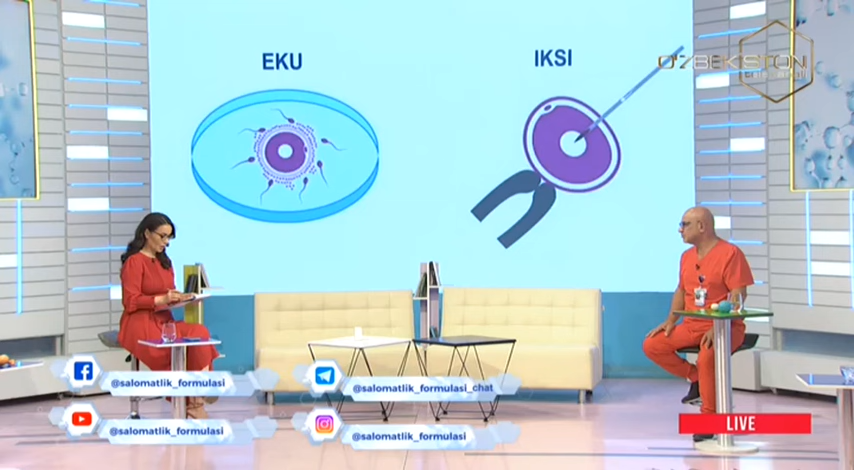 EKU
IKSI
O'ZBEKISTON
@salomatlik_formulasi
@salomatlik_formulasi_chat
@salomatlik_formulasi
@salomatlik_formulasi
LIVE